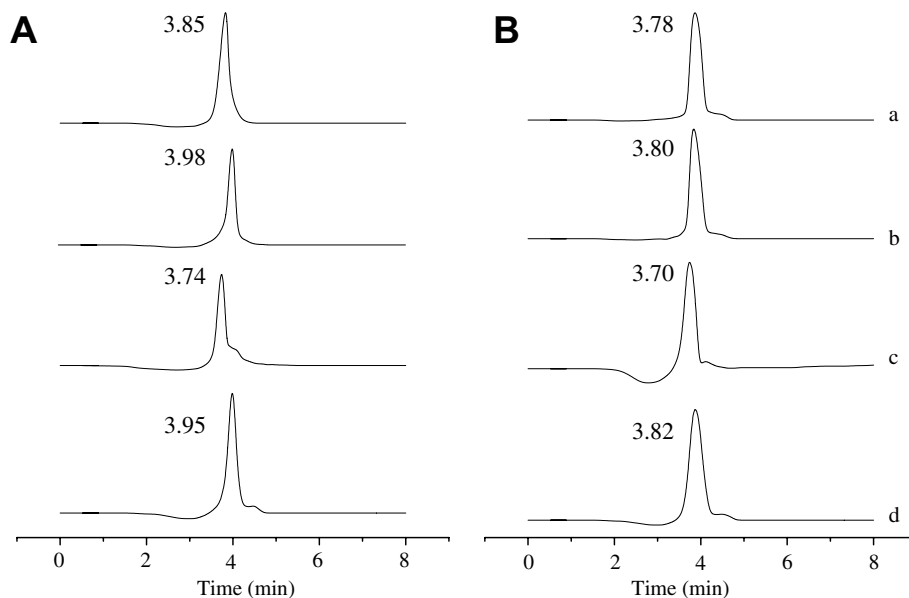 A
3.85
3.98
3.74
3.95
0 2 4 6 8
Time (min)
B
3.78
a
3.80
b
3.70
c
3.82
d
0 2 4 6 8
Time (min)